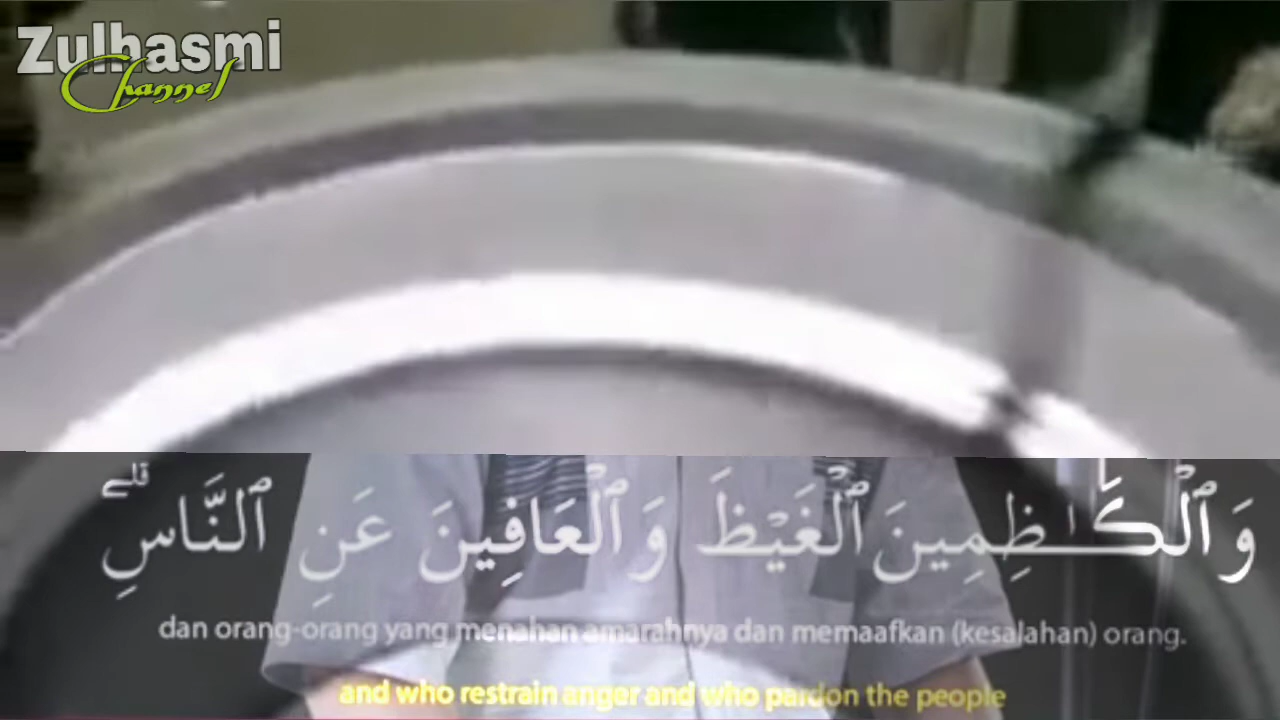 Zulhasmi
Channel
وَٱلْكَـٰظِمِينَ ٱلْغَيْظَ وَٱلْعَافِينَ عَنِ ٱلنَّاسِ ۗ
dan orang-orang yang menahan amarahnya dan memaafkan (kesalahan) orang.
and who restrain anger and who pardon the people